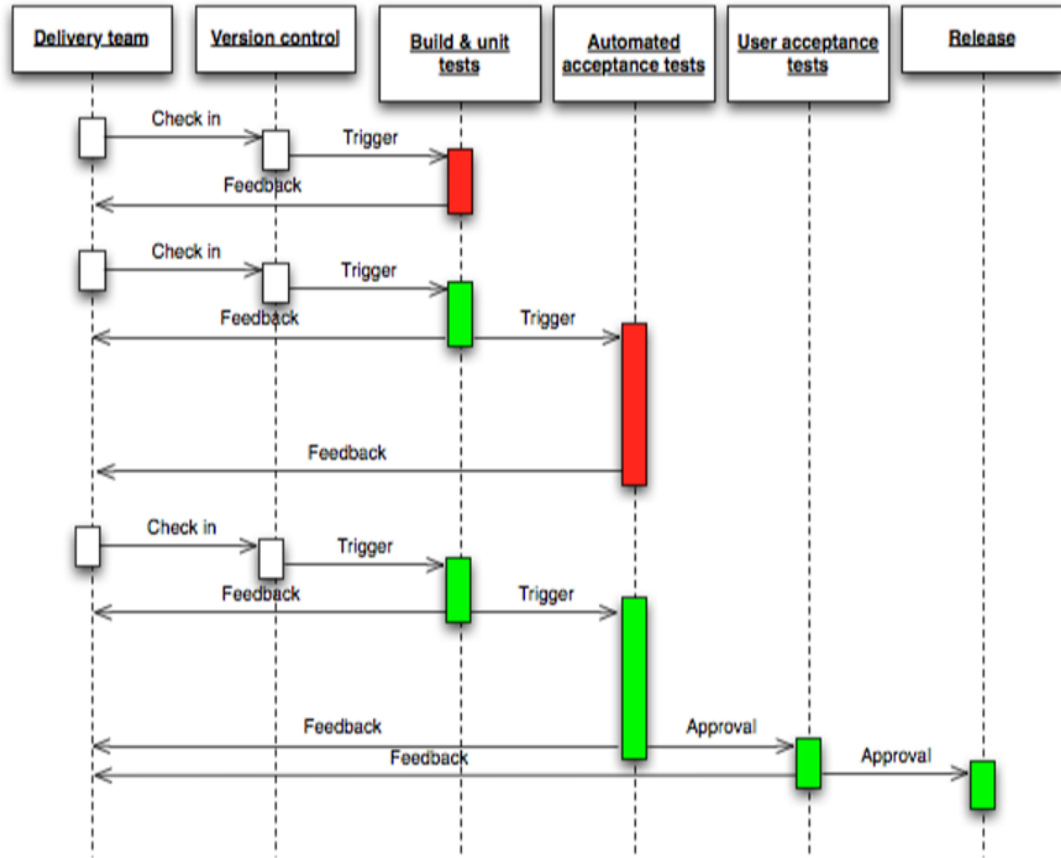 Delivery team
Version control
Build & unit
tests
Automated
acceptance tests
User acceptance
tests
Release
Check in
Trigger
Feedback
Check in
Trigger
Feedback
Trigger
Feedback
Check in
Trigger
Feedback
Trigger
Feedback
Approval
Feedback
Approval